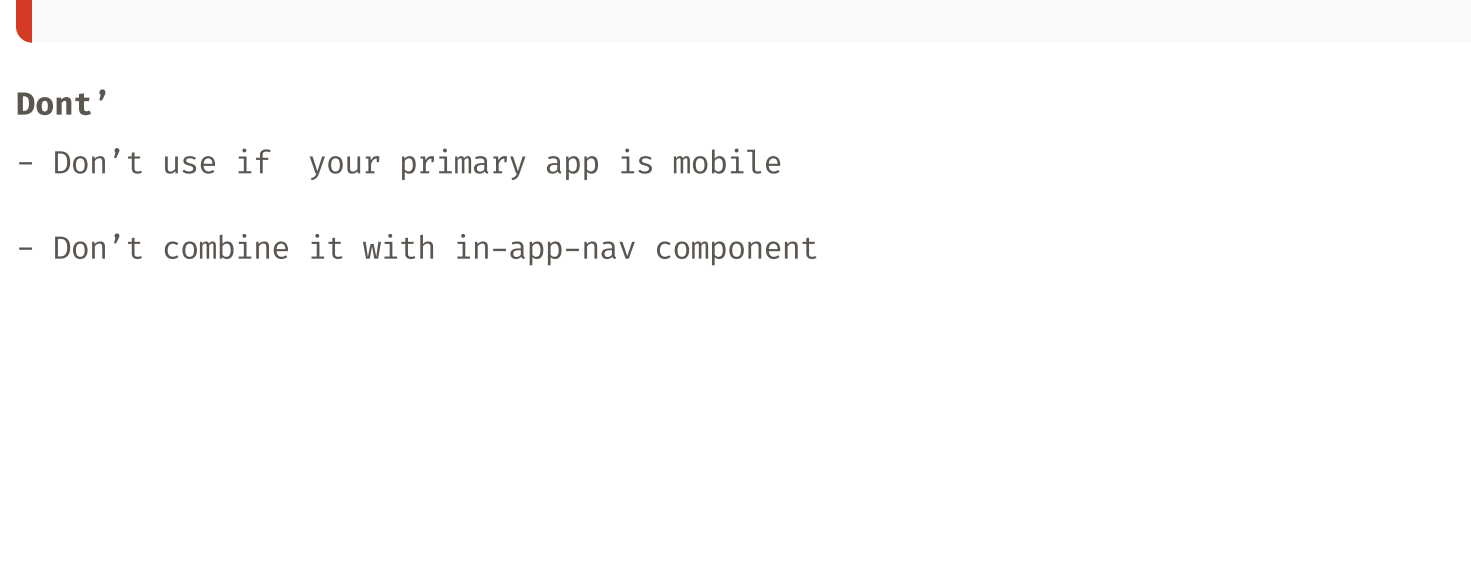 Dont’
- Don’t use if  your primary app is mobile
- Don’t combine it with in-app-nav component